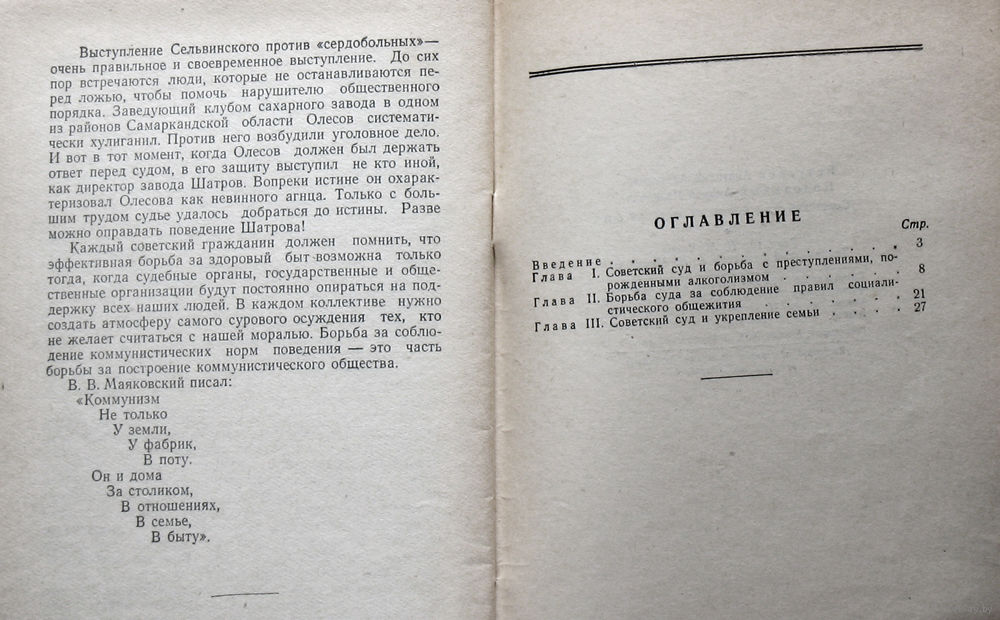 Выступление Сельвинского против «сердобольных»—
очень правильное и своевременное выступление. До сих
пор встречаются люди, которые не останавливаются пе-
ред ложью, чтобы помочь нарушителю общественного
порядка. Заведующий клубом сахарного завода в одном
из районов Самаркандской области Олесов системати-
чески хулиганил. Против него возбудили уголовное дело.
И вот в тот момент, когда Олесов должен был держать
ответ перед судом, в его защиту выступил не кто иной,
как директор завода Шатров. Вопреки истине он охарак-
теризовал Олесова как невинного агнца. Только с боль-
шим трудом судье удалось добраться до истины. Разве
можно оправдать поведение Шатрова!
Каждый советский гражданин должен помнить, что
эффективная борьба за здоровый быт возможна только
тогда, когда судебные органы, государственные и обще-
ственные организации будут постоянно опираться на под-
держку всех наших людей. В каждом коллективе нужно
создать атмосферу самого сурового осуждения тех, кто
не желает считаться с нашей моралью. Борьба за соблю-
дение коммунистических норм поведения — это часть
борьбы за построение коммунистического общества.
В. В. Маяковский писал:
«Коммунизм
Не только
У земли,
У фабрик,
В поту.
Он и дома
За столиком,
В отношениях,
В семье,
В быту».
ОГЛАВЛЕНИЕ
Стр.
Введение . . . . . . . . . . . . . 3
Глава I. Советский суд и борьба с преступлениями, по-
рожденными алкоголизмом . . . . . . 8
Глава II. Борьба суда за соблюдение правил социали-
стического общежития . . . . . . . 21
Глава III. Советский суд и укрепление семьи . . . . . 27